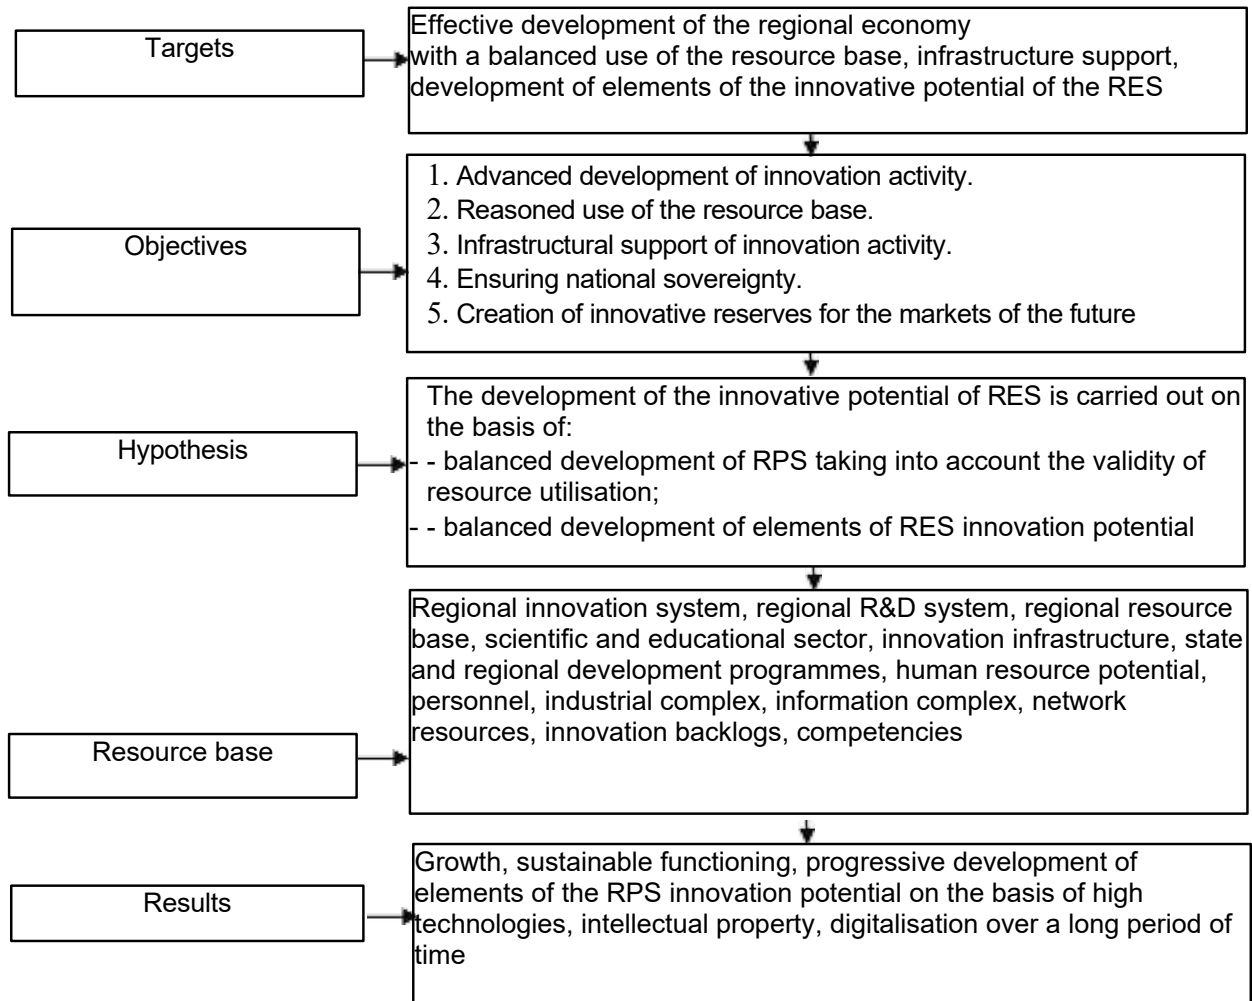 Targets
Effective development of the regional economy
with a balanced use of the resource base, infrastructure support,
development of elements of the innovative potential of the RES
Objectives
1. Advanced development of innovation activity.
2. Reasoned use of the resource base.
3. Infrastructural support of innovation activity.
4. Ensuring national sovereignty.
5. Creation of innovative reserves for the markets of the future
Hypothesis
The development of the innovative potential of RES is carried out on
the basis of:
- - balanced development of RPS taking into account the validity of
resource utilisation;
- - balanced development of elements of RES innovation potential
Resource base
Regional innovation system, regional R&D system, regional resource
base, scientific and educational sector, innovation infrastructure, state
and regional development programmes, human resource potential,
personnel, industrial complex, information complex, network
resources, innovation backlogs, competencies
Results
Growth, sustainable functioning, progressive development of
elements of the RPS innovation potential on the basis of high
technologies, intellectual property, digitalisation over a long period of
time